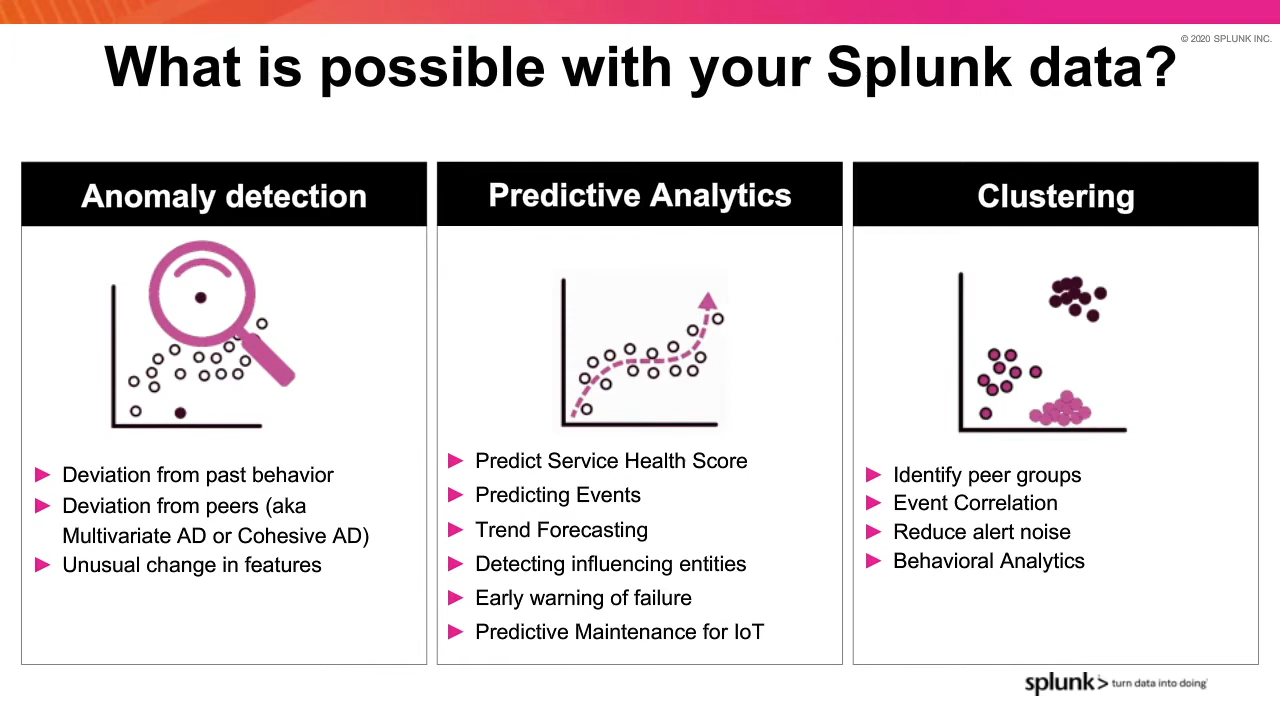 © 2020 SPLUNK INC.
What is possible with your Splunk data?
Anomaly detection
Deviation from past behavior
Deviation from peers (aka
Multivariate AD or Cohesive AD)
Unusual change in features
Predictive Analytics
Predict Service Health Score
Predicting Events
Trend Forecasting
Detecting influencing entities
Early warning of failure
Predictive Maintenance for IoT
Clustering
Identify peer groups
Event Correlation
Reduce alert noise
Behavioral Analytics
splunk> turn data into doing